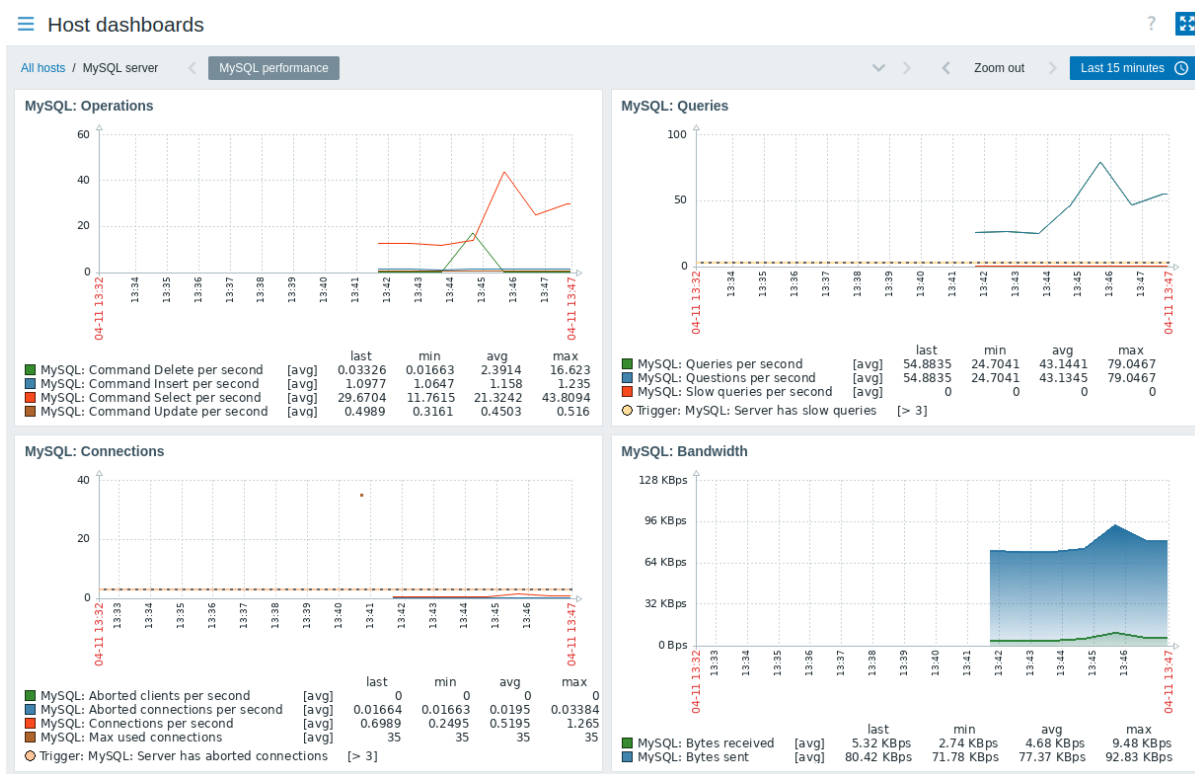 Host dashboards ?
All hosts / MySQL server MySQL performance Zoom out Last 15 minutes
MySQL: Operations
60
40
20
0
04-11 13:32 13:34 13:35 13:36 13:37 13:38 13:39 13:40 13:41 13:42 13:43 13:44 13:45 13:46 13:47 04-11 13:47
last min avg max
MySQL: Command Delete per second [avg] 0.03326 0.01663 2.3914 16.623
MySQL: Command Insert per second [avg] 1.0977 1.0647 1.158 1.235
MySQL: Command Select per second [avg] 29.6704 11.7615 21.3242 43.8094
MySQL: Command Update per second [avg] 0.4989 0.3161 0.4503 0.516
MySQL: Queries
100
50
0
04-11 13:32 13:34 13:35 13:36 13:37 13:38 13:39 13:40 13:41 13:42 13:43 13:44 13:45 13:46 13:47 04-11 13:47
last min avg max
MySQL: Queries per second [avg] 54.8835 24.7041 43.1441 79.0467
MySQL: Questions per second [avg] 54.8835 24.7041 43.1345 79.0467
MySQL: Slow queries per second [avg] 0 0 0 0
Trigger: MySQL: Server has slow queries [> 3]
MySQL: Connections
40
20
0
04-11 13:32 13:33 13:34 13:35 13:36 13:37 13:38 13:39 13:40 13:41 13:42 13:43 13:44 13:45 13:46 04-11 13:47
last min avg max
MySQL: Aborted clients per second [avg] 0 0 0 0
MySQL: Aborted connections per second [avg] 0.01664 0.01663 0.0195 0.03384
MySQL: Connections per second [avg] 0.6989 0.2495 0.5195 1.265
MySQL: Max used connections [avg] 35 35 35 35
Trigger: MySQL: Server has aborted connections [> 3]
MySQL: Bandwidth
128 KBps
96 KBps
64 KBps
32 KBps
0 Bps
04-11 13:32 13:33 13:34 13:35 13:36 13:37 13:38 13:39 13:40 13:41 13:42 13:43 13:44 13:45 13:46 04-11 13:47
last min avg max
MySQL: Bytes received [avg] 5.32 KBps 2.74 KBps 4.68 KBps 9.48 KBps
MySQL: Bytes sent [avg] 80.42 KBps 71.78 KBps 77.37 KBps 92.83 KBps